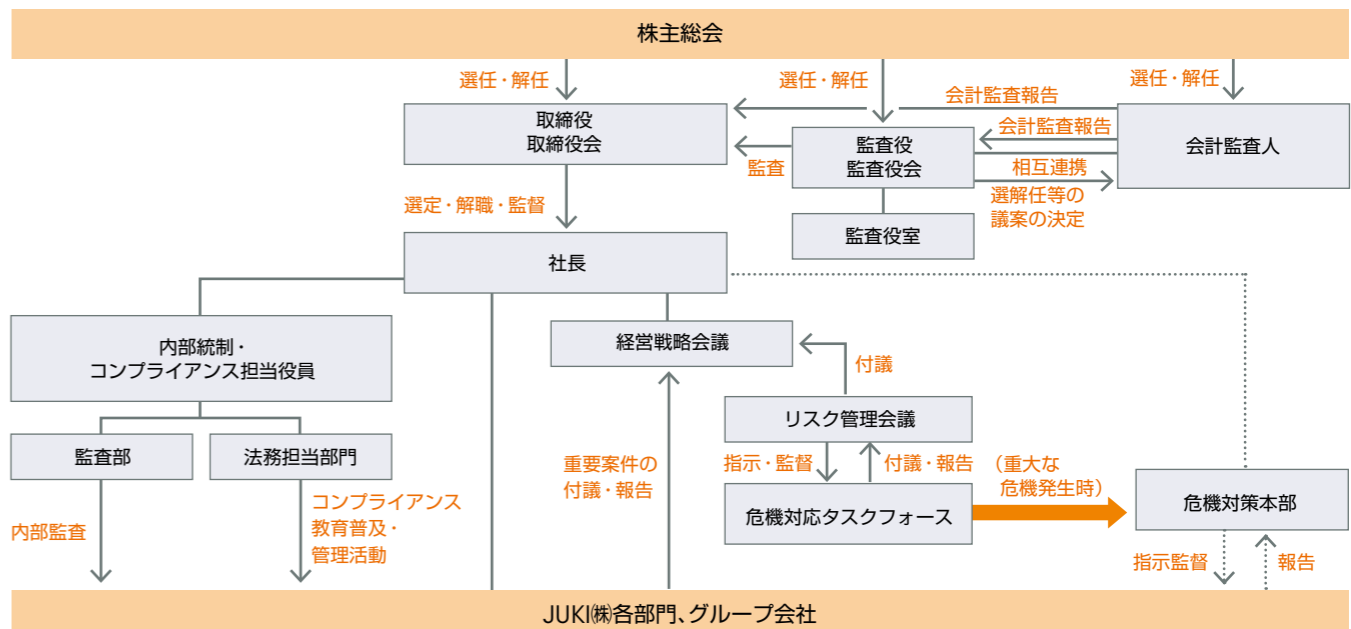 株主総会
選任・解任
選任・解任
選任・解任
会計監査報告
取締役
取締役会
監査役
監査役会
会計監査報告
会計監査人
監査
相互連携
選解任等の
議案の決定
選定・解職・監督
監査役室
社長
内部統制・
コンプライアンス担当役員
経営戦略会議
付議
リスク管理会議
監査部
法務担当部門
重要案件の
付議・報告
指示・監督
付議・報告
（重大な
危機発生時）
危機対応タスクフォース
危機対策本部
内部監査
コンプライアンス
教育普及・
管理活動
指示監督
報告
JUKI㈱各部門、グループ会社